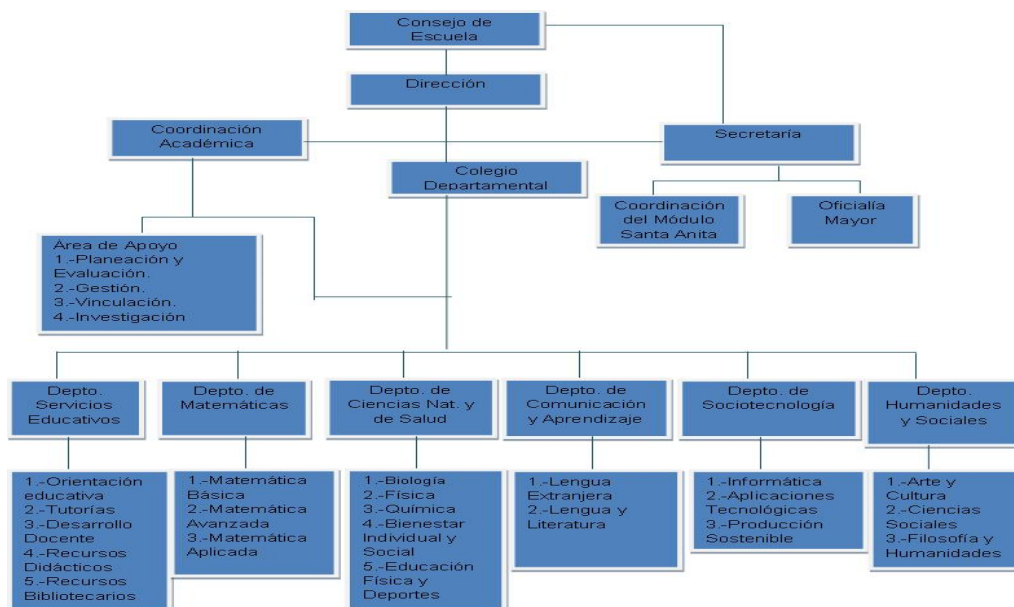 Consejo de
Escuela
Dirección
Coordinación
Académica
Secretaría
Colegio
Departamental
Coordinación
del Módulo
Santa Anita
Oficialía
Mayor
Área de Apoyo
1.-Planeación y
Evaluación.
2.-Gestión.
3.-Vinculación.
4.-Investigación
Depto.
Servicios
Educativos
Depto. de
Matemáticas
Depto. de
Ciencias Nat. y
de Salud
Depto. de
Comunicación
y Aprendizaje
Depto. de
Sociotecnología
Depto.
Humanidades
y Sociales
1.-Orientación
educativa
2.-Tutorías
3.-Desarrollo
Docente
4.-Recursos
Didácticos
5.-Recursos
Bibliotecarios
1.-Matemática
Básica
2.-Matemática
Avanzada
3.-Matemática
Aplicada
1.-Biología
2.-Física
3.-Química
4.-Bienestar
Individual y
Social
5.-Educación
Física y
Deportes
1.-Lengua
Extranjera
2.-Lengua y
Literatura
1.-Informática
2.-Aplicaciones
Tecnológicas
3.-Producción
Sostenible
1.-Arte y
Cultura
2.-Ciencias
Sociales
3.-Filosofía y
Humanidades